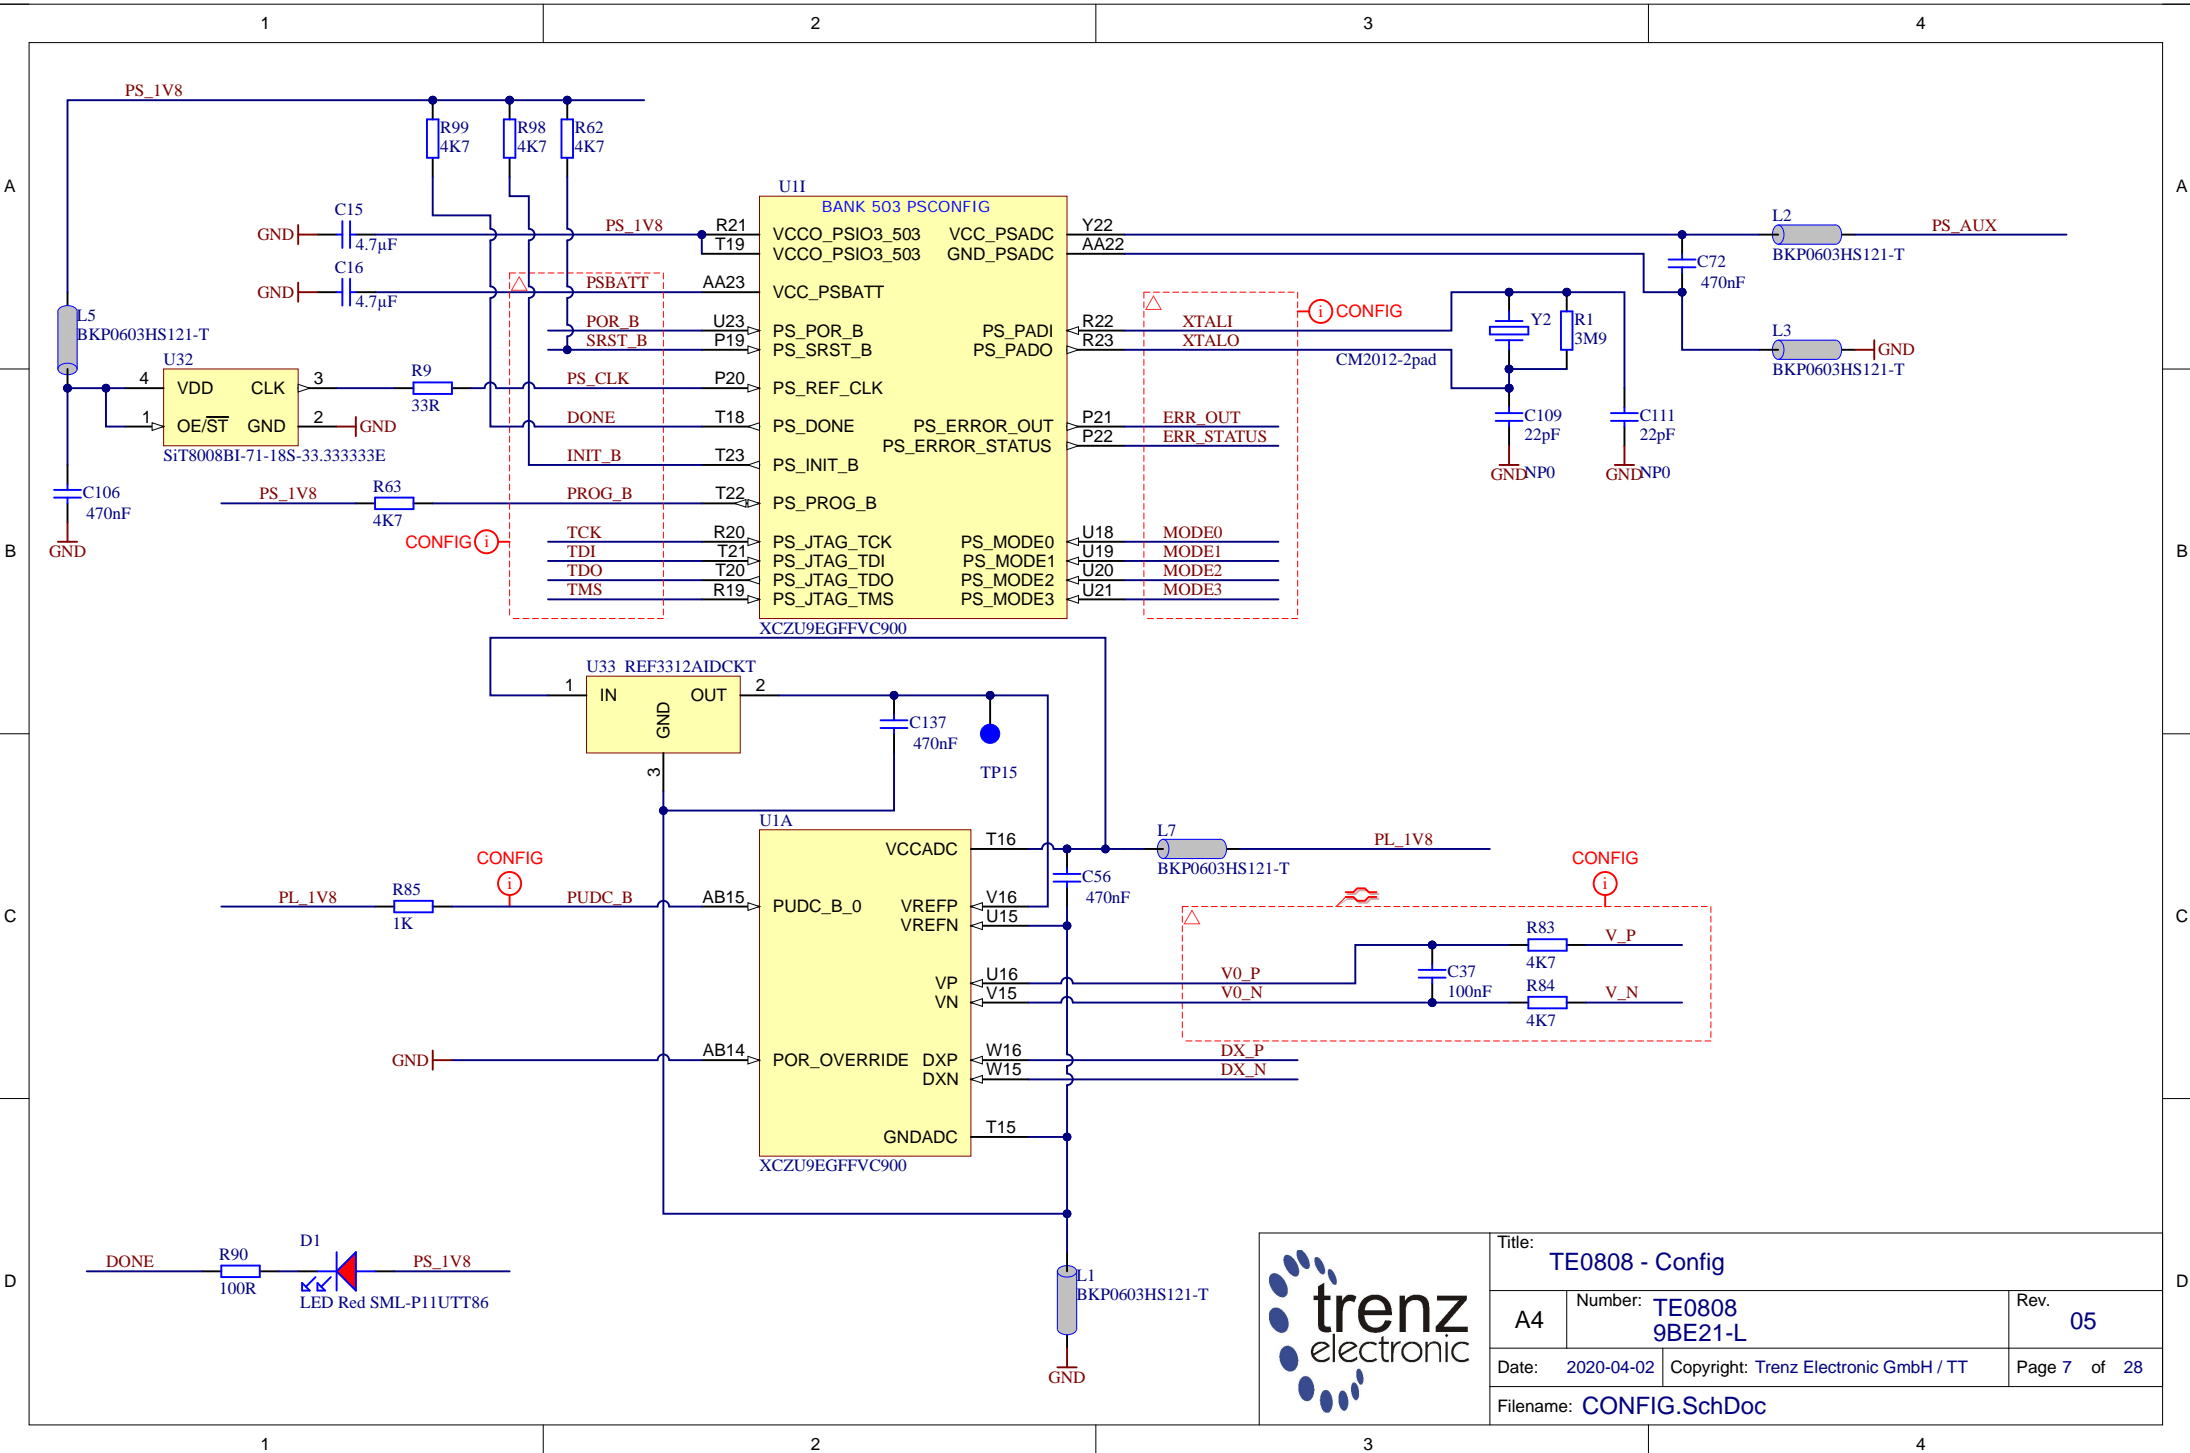 1 2 3 4
A A
B B
C C
D D
1 2 3 4
PS_1V8
R99
4K7
R98
4K7
R62
4K7
C15
GND
4.7µF
PS_1V8
C16
GND
4.7µF
PSBATT
POR_B
SRST_B
PS_CLK
DONE
INIT_B
PROG_B
TCK
TDI
TDO
TMS
CONFIG i
L5
BKP0603HS121-T
U32
4 VDD CLK 3
1 OE/ST GND 2 GND
SiT8008BI-71-18S-33.333333E
R9
33R
C106
470nF
GND
PS_1V8
R63
4K7
U1I
BANK 503 PSCONFIG
R21 VCCO_PSIO3_503 VCC_PSADC Y22
T19 VCCO_PSIO3_503 GND_PSADC AA22
AA23 VCC_PSBATT
U23 PS_POR_B PS_PADI R22
P19 PS_SRST_B PS_PADO R23
P20 PS_REF_CLK
T18 PS_DONE PS_ERROR_OUT P21
PS_ERROR_STATUS P22
T23 PS_INIT_B
T22 PS_PROG_B
R20 PS_JTAG_TCK PS_MODE0 U18
T21 PS_JTAG_TDI PS_MODE1 U19
T20 PS_JTAG_TDO PS_MODE2 U20
R19 PS_JTAG_TMS PS_MODE3 U21
XCZU9EGFFVC900
XTALI
XTALO
ERR_OUT
ERR_STATUS
MODE0
MODE1
MODE2
MODE3
i CONFIG
CM2012-2pad
Y2
R1
3M9
C109
22pF
GND NP0
C111
22pF
GND NP0
C72
470nF
L2
BKP0603HS121-T
PS_AUX
L3
BKP0603HS121-T
GND
U33 REF3312AIDCKT
1 IN OUT 2
GND
3
C137
470nF
TP15
U1A
VCCADC T16
AB15 PUDC_B_0 VREFP V16
VREFN U15
VP U16
VN V15
AB14 POR_OVERRIDE DXP W16
DXN W15
GNDADC T15
XCZU9EGFFVC900
PL_1V8
R85
1K
CONFIG
i
PUDC_B
GND
C56
470nF
L7
BKP0603HS121-T
PL_1V8
CONFIG
i
V0_P
V0_N
C37
100nF
R83
4K7
V_P
R84
4K7
V_N
DX_P
DX_N
L1
BKP0603HS121-T
GND
DONE
R90
100R
D1
PS_1V8
LED Red SML-P11UTT86
trenz
electronic
Title:
TE0808 - Config
A4
Number: TE0808
9BE21-L
Rev.
05
Date: 2020-04-02
Copyright: Trenz Electronic GmbH / TT
Page 7 of 28
Filename: CONFIG.SchDoc